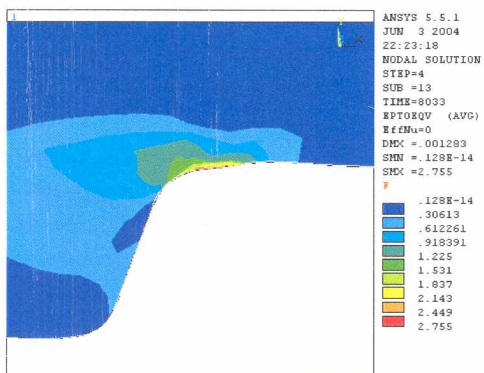 1
ANSYS 5.5.1
JUN 3 2004
22:23:18
NODAL SOLUTION
STEP=4
SUB =13
TIME=8033
EPTOEQV (AVG)
EffNu=0
DMX =.001283
SMN =.128E-14
SMX =2.755
F
.128E-14
.30613
.612261
.918391
1.225
1.531
1.837
2.143
2.449
2.755